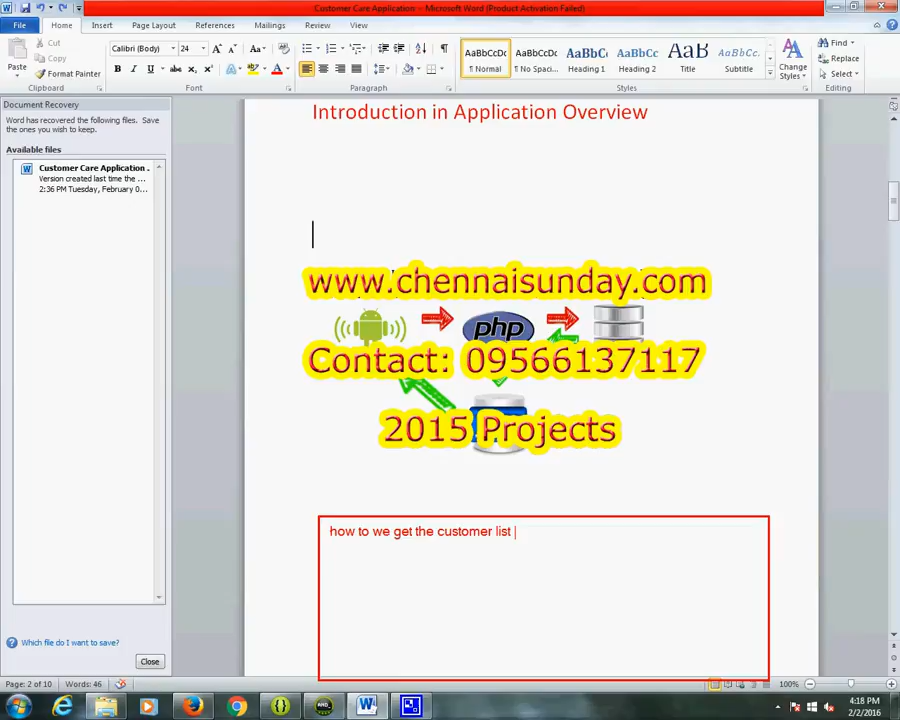 Customer Care Application - Microsoft Word (Product Activation Failed)
File Home Insert Page Layout References Mailings Review View
Paste
Cut
Copy
Format Painter
Clipboard
Calibri (Body) 24
Font
Paragraph
AaBbCcDc AaBbCcDc AaBbC AaBbCc AaB AaBbCc.
¶ Normal ¶ No Spaci... Heading 1 Heading 2 Title Subtitle
Change Styles
Styles
Find
Replace
Select
Editing
Document Recovery
Word has recovered the following files. Save
the ones you wish to keep.
Available files
Customer Care Application .
Version created last time the ...
2:36 PM Tuesday, February 0...
Which file do I want to save?
Close
Introduction in Application Overview
www.chennaisunday.com
php
Contact: 09566137117
2015 Projects
how to we get the customer list
Page: 2 of 10 Words: 46 100%
4:18 PM
2/2/2016